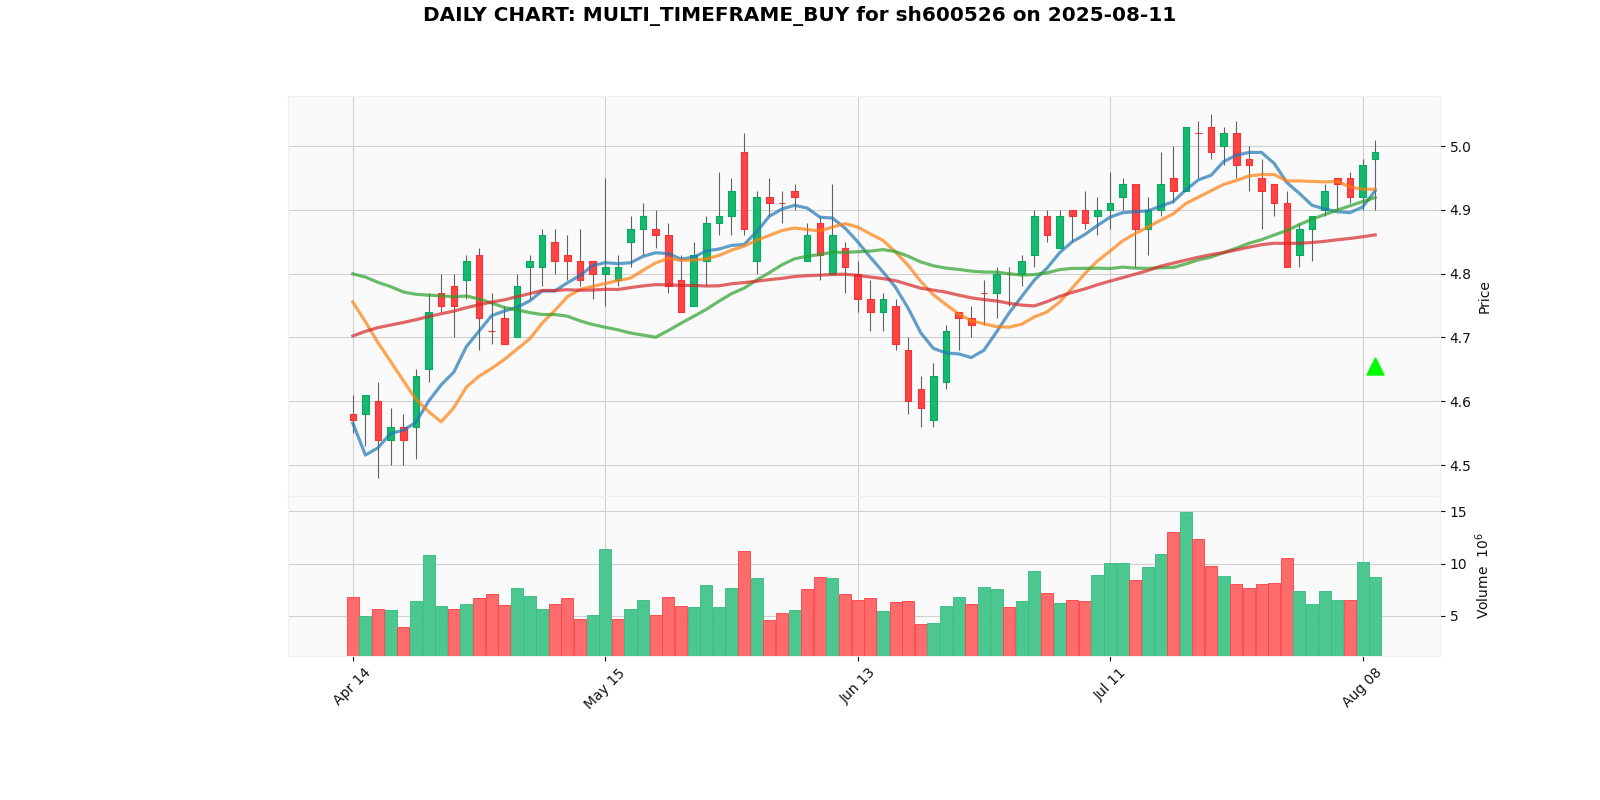 DAILY CHART: MULTI_TIMEFRAME_BUY for sh600526 on 2025-08-11
5.0
4.9
4.8
4.7
4.6
4.5
Price
15
10
5
Volume 10^6
Apr 14
May 15
Jun 13
Jul 11
Aug 08